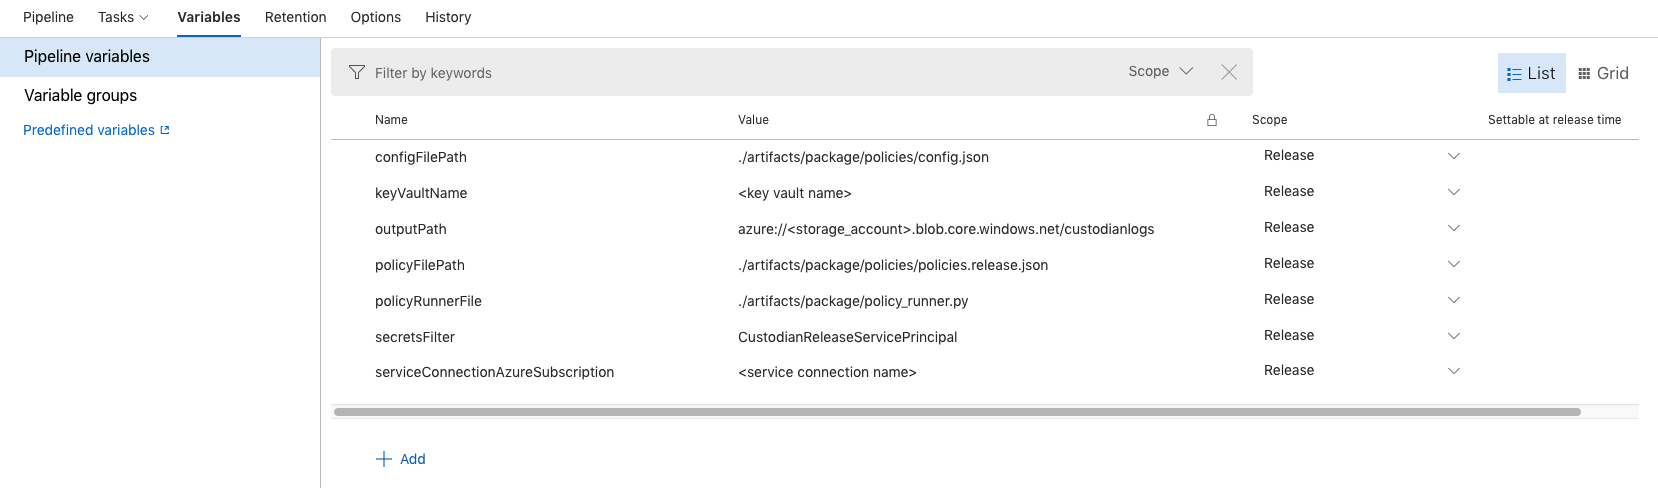 Pipeline Tasks Variables Retention Options History
Pipeline variables
Variable groups
Predefined variables
Filter by keywords Scope List Grid
Name Value Scope Settable at release time
configFilePath ./artifacts/package/policies/config.json Release
keyVaultName <key vault name> Release
outputPath azure://<storage_account>.blob.core.windows.net/custodianlogs Release
policyFilePath ./artifacts/package/policies/policies.release.json Release
policyRunnerFile ./artifacts/package/policy_runner.py Release
secretsFilter CustodianReleaseServicePrincipal Release
serviceConnectionAzureSubscription <service connection name> Release
Add